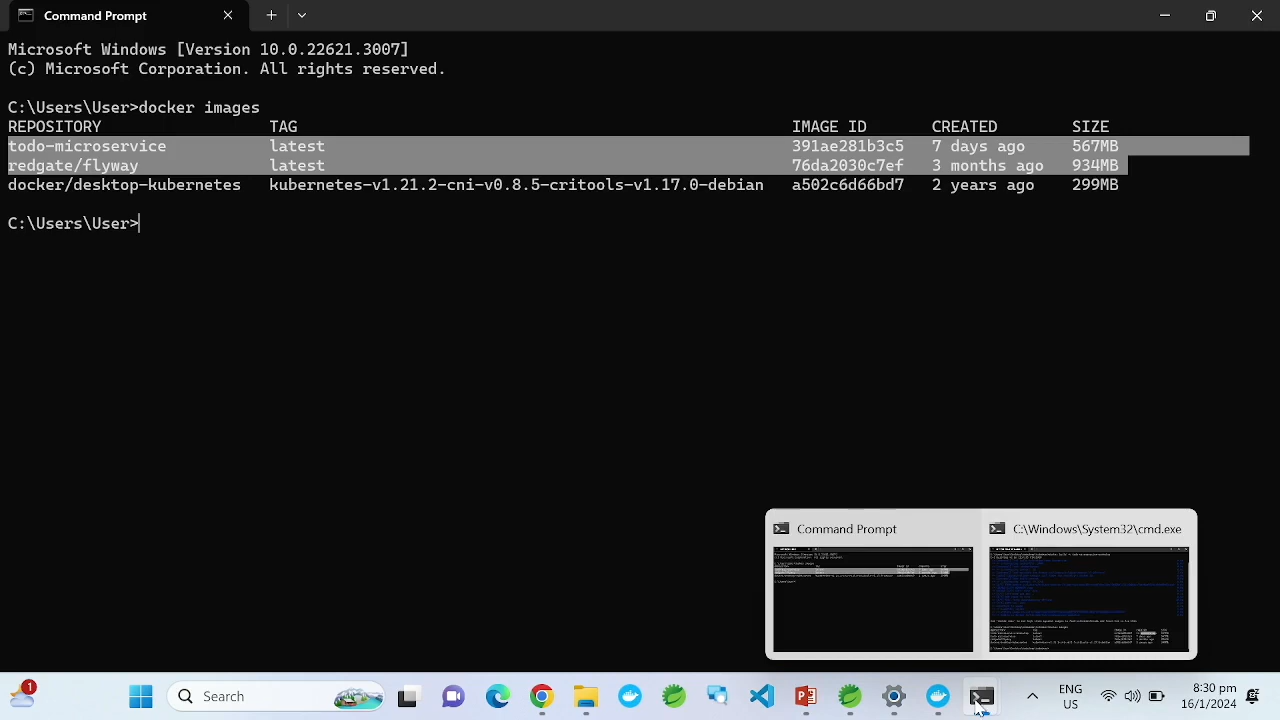 Command Prompt
Microsoft Windows [Version 10.0.22621.3007]
(c) Microsoft Corporation. All rights reserved.
C:\Users\User>docker images
REPOSITORY TAG IMAGE ID CREATED SIZE
todo-microservice latest 391ae281b3c5 7 days ago 567MB
redgate/flyway latest 76da2030c7ef 3 months ago 934MB
docker/desktop-kubernetes kubernetes-v1.21.2-cni-v0.8.5-critools-v1.17.0-debian a502c6d66bd7 2 years ago 299MB
C:\Users\User>
Command Prompt C:\Windows\System32\cmd.exe
1 Search ENG 8:30 pm
US 16/1/2024